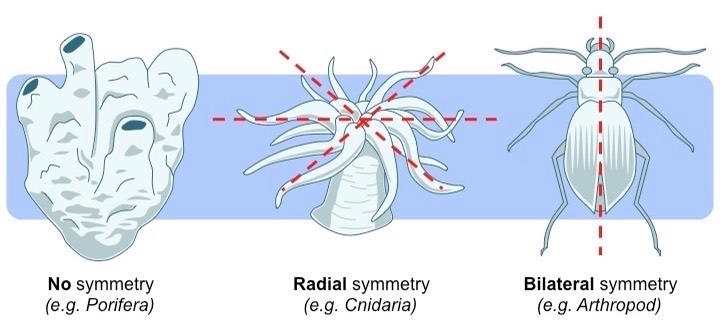 No symmetry
(e.g. Porifera)
Radial symmetry
(e.g. Cnidaria)
Bilateral symmetry
(e.g. Arthropod)